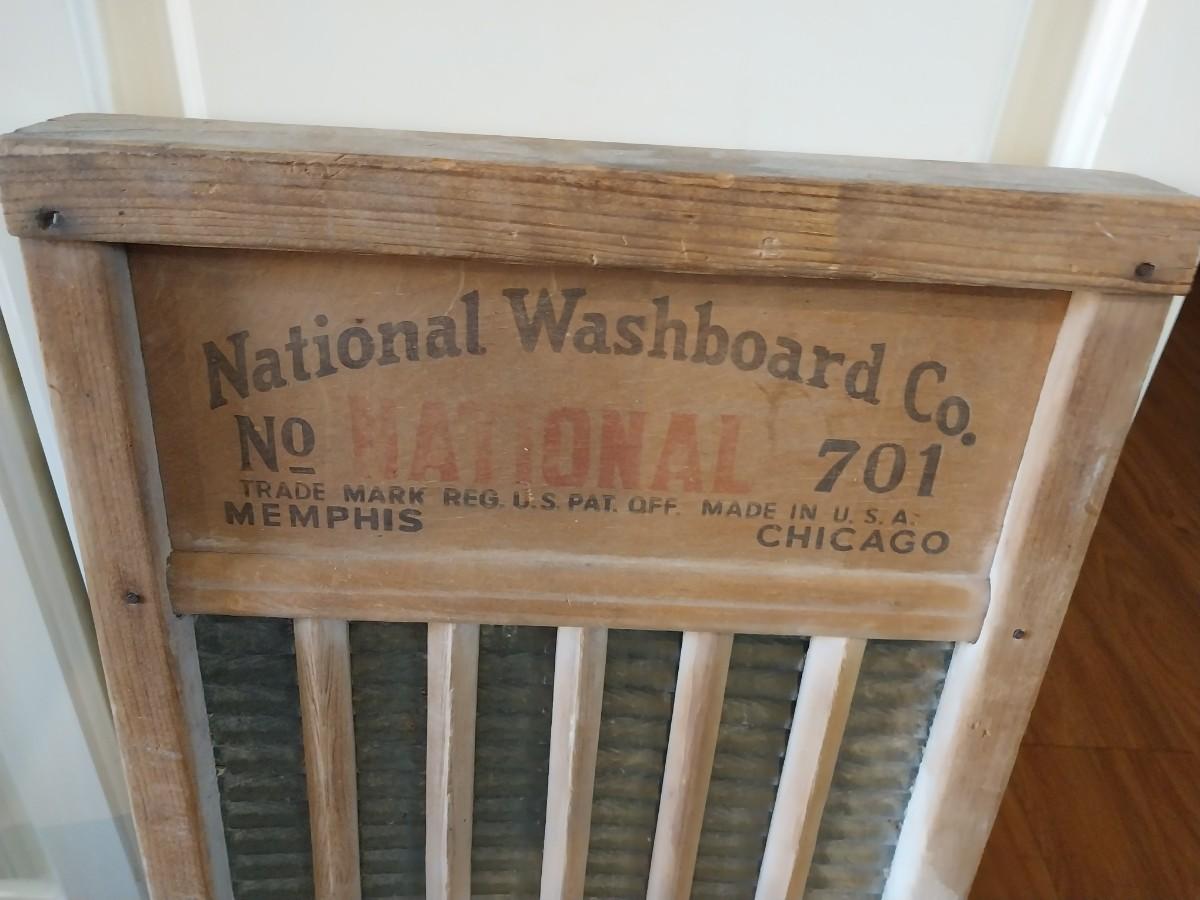 National Washboard Co.
No NATIONAL 701
TRADE MARK REG. U.S. PAT. OFF. MADE IN U.S.A.
MEMPHIS CHICAGO